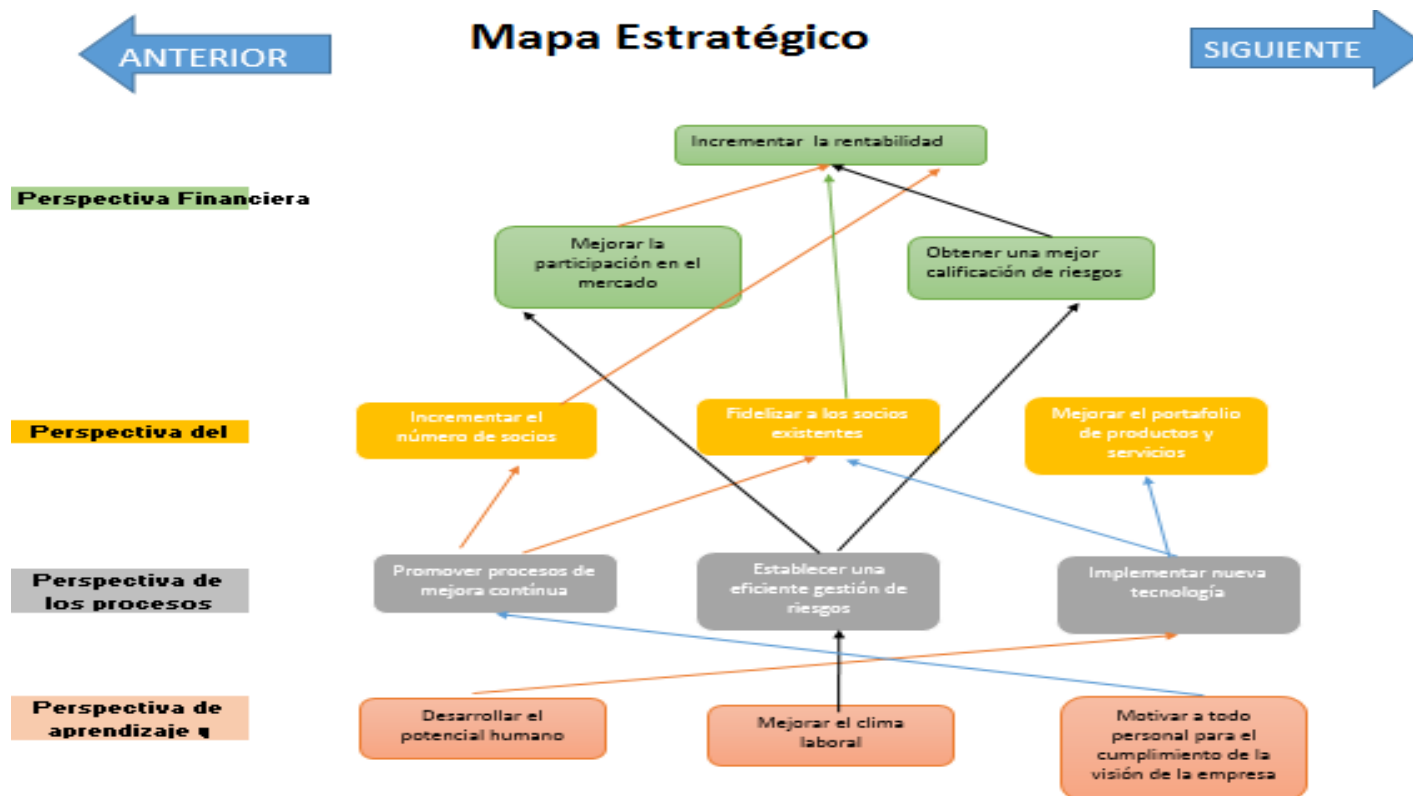 ANTERIOR
Mapa Estratégico
SIGUIENTE
Incrementar la rentabilidad
Perspectiva Financiera
Mejorar la
participación en el
mercado
Obtener una mejor
calificación de riesgos
Perspectiva del
Incrementar el
número de socios
Fidelizar a los socios
existentes
Mejorar el portafolio
de productos y
servicios
Perspectiva de
los procesos
Promover procesos de
mejora contínua
Establecer una
eficiente gestión de
riesgos
Implementar nueva
tecnología
Perspectiva de
aprendizaje y
Desarrollar el
potencial humano
Mejorar el clima
laboral
Motivar a todo
personal para el
cumplimiento de la
visión de la empresa